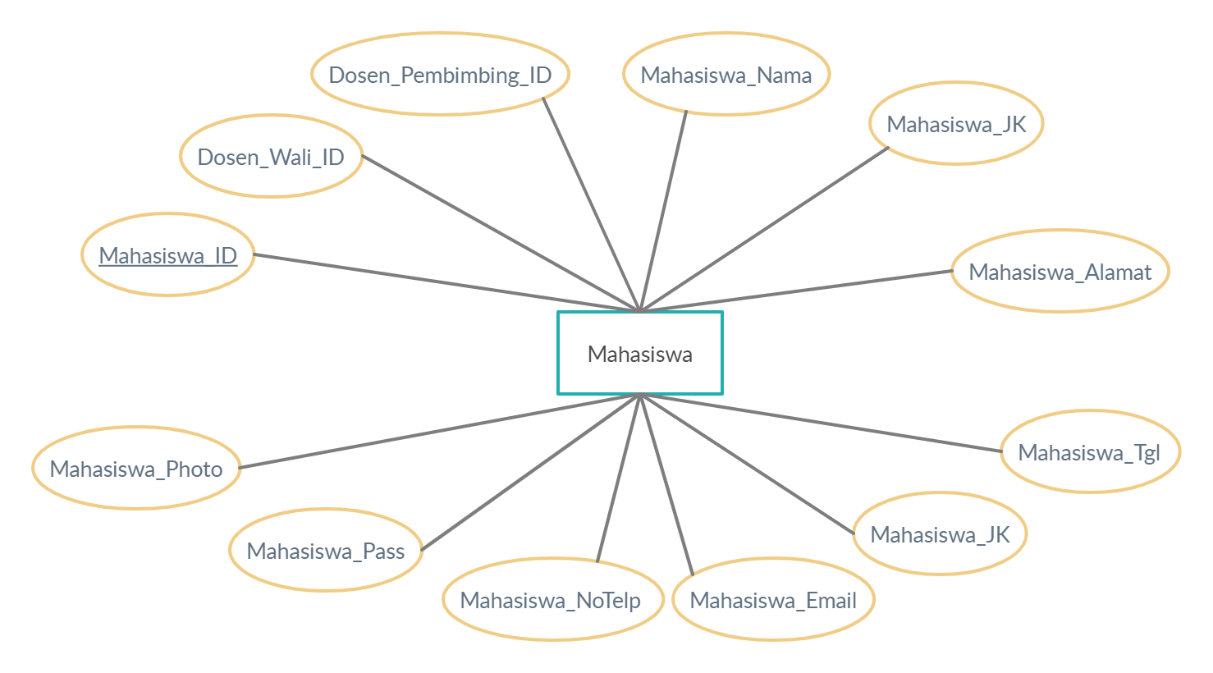 Dosen_Pembimbing_ID
Mahasiswa_Nama
Mahasiswa_JK
Dosen_Wali_ID
Mahasiswa_ID
Mahasiswa_Alamat
Mahasiswa
Mahasiswa_Tgl
Mahasiswa_Photo
Mahasiswa_JK
Mahasiswa_Pass
Mahasiswa_NoTelp
Mahasiswa_Email